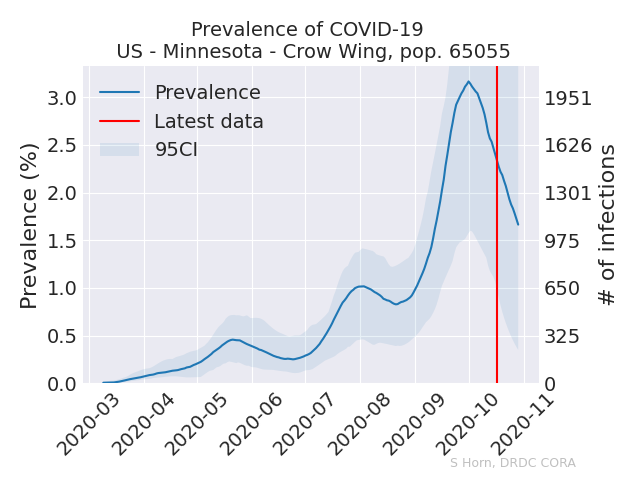 Prevalence of COVID-19
US - Minnesota - Crow Wing, pop. 65055
Prevalence
Latest data
95CI
Prevalence (%)
3.0
2.5
2.0
1.5
1.0
0.5
0.0
1951
1626
1301
975
650
325
0
# of infections
2020-03
2020-04
2020-05
2020-06
2020-07
2020-08
2020-09
2020-10
2020-11
S Horn, DRDC CORA